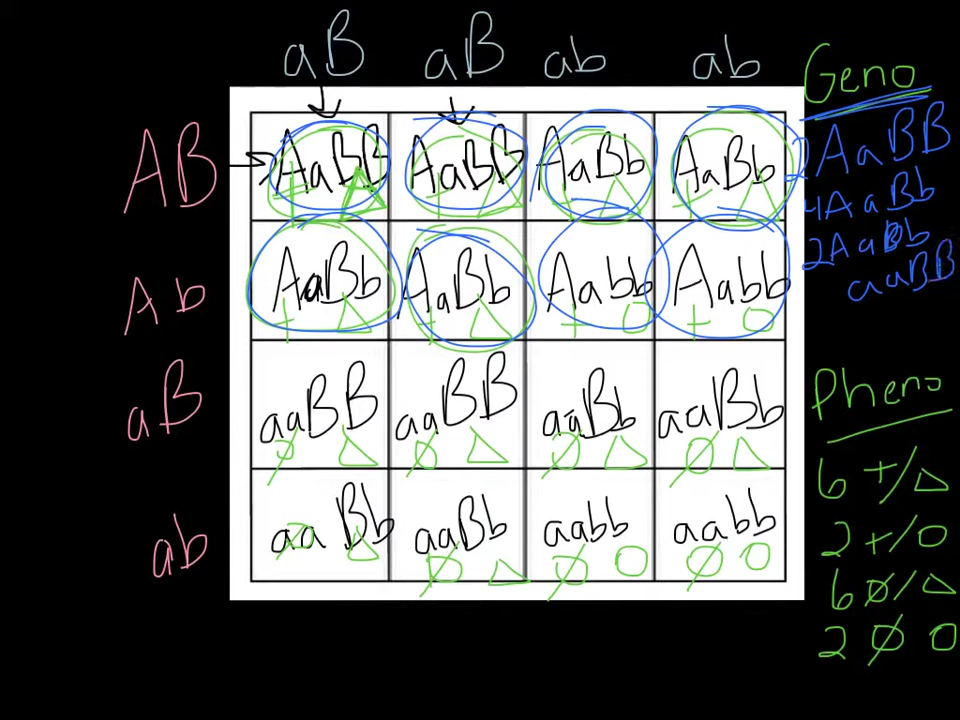 aB aB ab ab
Geno
AB AaBB AaBB AaBb AaBb
2AaBB
4AaBb
Ab AaBb AaBb Aabb Aabb
2Aabb
aaBB
+ △ + △ + O + O
aB aaBB aaBB aaBb aaBb
Pheno
Ø △ Ø △ Ø △ Ø △
6 +/△
ab aaBb aaBb aabb aabb
2 +/O
Ø △ Ø O Ø O
6 Ø/△
2 Ø O